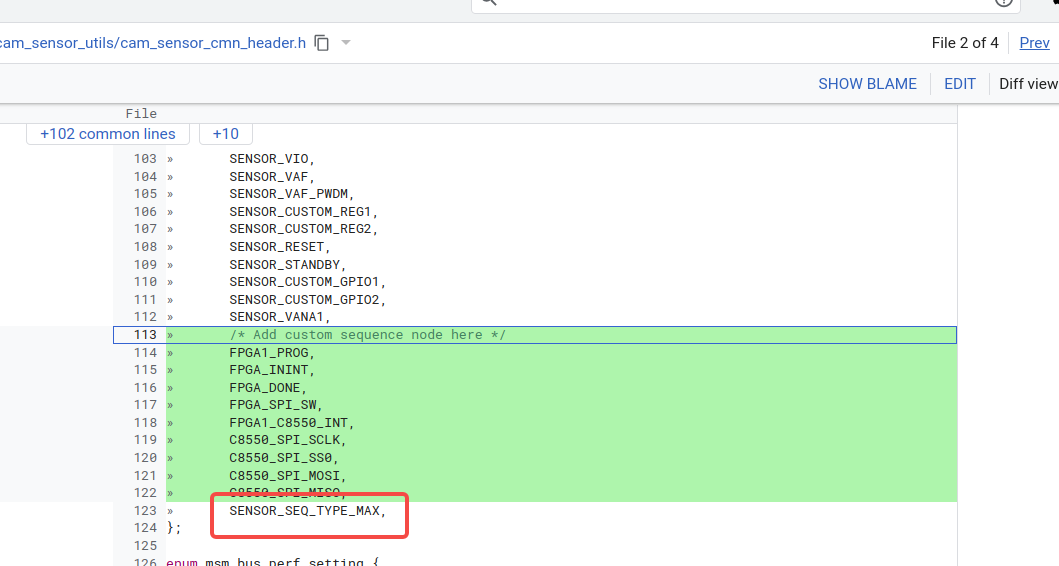 cam_sensor_utils/cam_sensor_cmn_header.h File 2 of 4 Prev
SHOW BLAME EDIT Diff view
File
+102 common lines +10
103 » SENSOR_VIO,
104 » SENSOR_VAF,
105 » SENSOR_VAF_PWDM,
106 » SENSOR_CUSTOM_REG1,
107 » SENSOR_CUSTOM_REG2,
108 » SENSOR_RESET,
109 » SENSOR_STANDBY,
110 » SENSOR_CUSTOM_GPIO1,
111 » SENSOR_CUSTOM_GPIO2,
112 » SENSOR_VANA1,
113 » /* Add custom sequence node here */
114 » FPGA1_PROG,
115 » FPGA_ININT,
116 » FPGA_DONE,
117 » FPGA_SPI_SW,
118 » FPGA1_C8550_INT,
119 » C8550_SPI_SCLK,
120 » C8550_SPI_SS0,
121 » C8550_SPI_MOSI,
122 » C8550_SPI_MISO,
123 » SENSOR_SEQ_TYPE_MAX,
124 };
125
126 enum msm_bus_perf_setting {